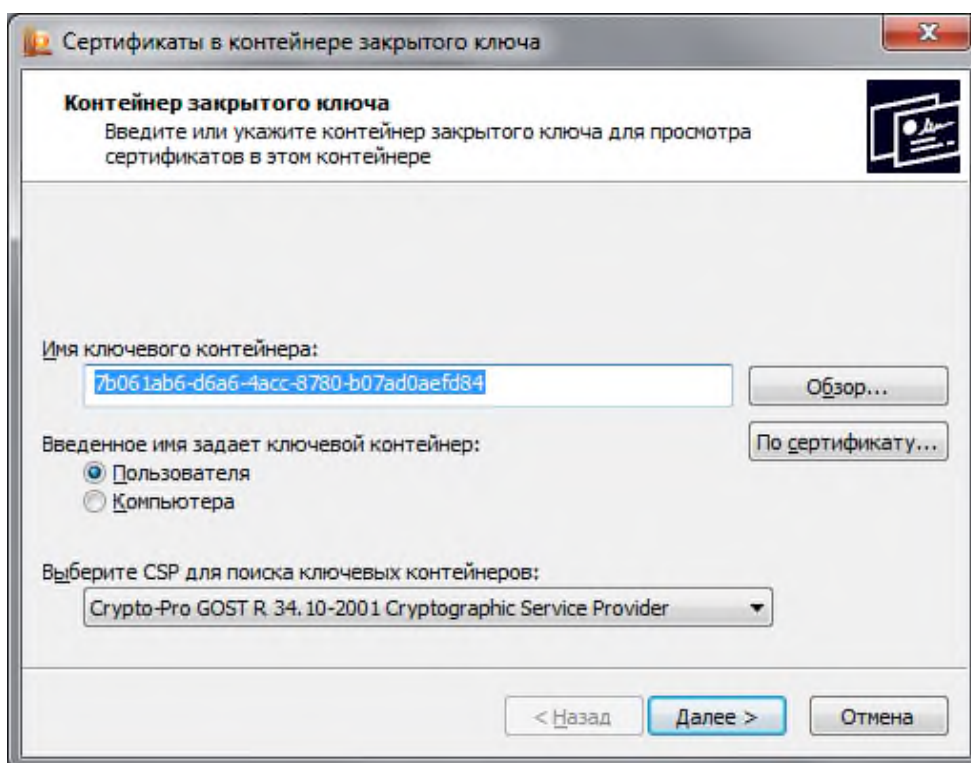 Сертификаты в контейнере закрытого ключа
Контейнер закрытого ключа
Введите или укажите контейнер закрытого ключа для просмотра
сертификатов в этом контейнере
Имя ключевого контейнера:
7b061ab6-d6a6-4acc-8780-b07ad0aefd84
Обзор...
Введенное имя задает ключевой контейнер:
По сертификату...
Пользователя
Компьютера
Выберите CSP для поиска ключевых контейнеров:
Crypto-Pro GOST R 34.10-2001 Cryptographic Service Provider
< Назад
Далее >
Отмена